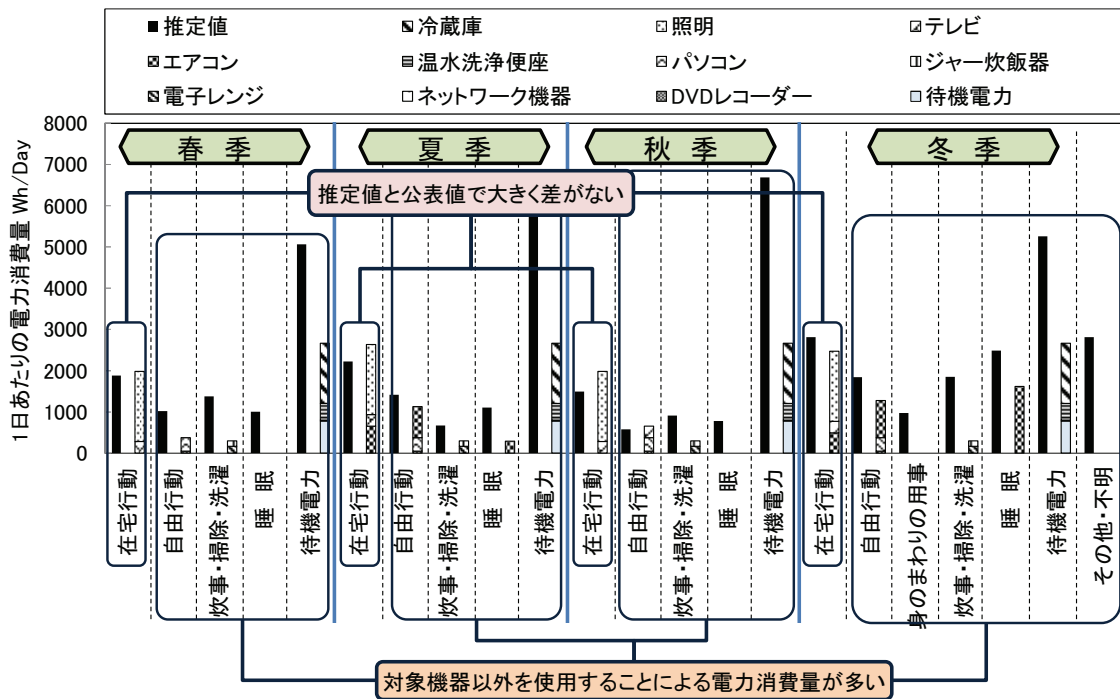 推定値 冷蔵庫 照明 テレビ
エアコン 温水洗浄便座 パソコン ジャー炊飯器
電子レンジ ネットワーク機器 DVDレコーダー 待機電力
1日あたりの電力消費量 Wh/Day
8000
7000
6000
5000
4000
3000
2000
1000
0
春 季
夏 季
秋 季
冬 季
推定値と公表値で大きく差がない
在宅行動
自由行動
炊事・掃除・洗濯
睡 眠
待機電力
在宅行動
自由行動
炊事・掃除・洗濯
睡 眠
待機電力
在宅行動
自由行動
炊事・掃除・洗濯
睡 眠
待機電力
在宅行動
自由行動
身のまわりの用事
炊事・掃除・洗濯
睡 眠
待機電力
その他・不明
対象機器以外を使用することによる電力消費量が多い